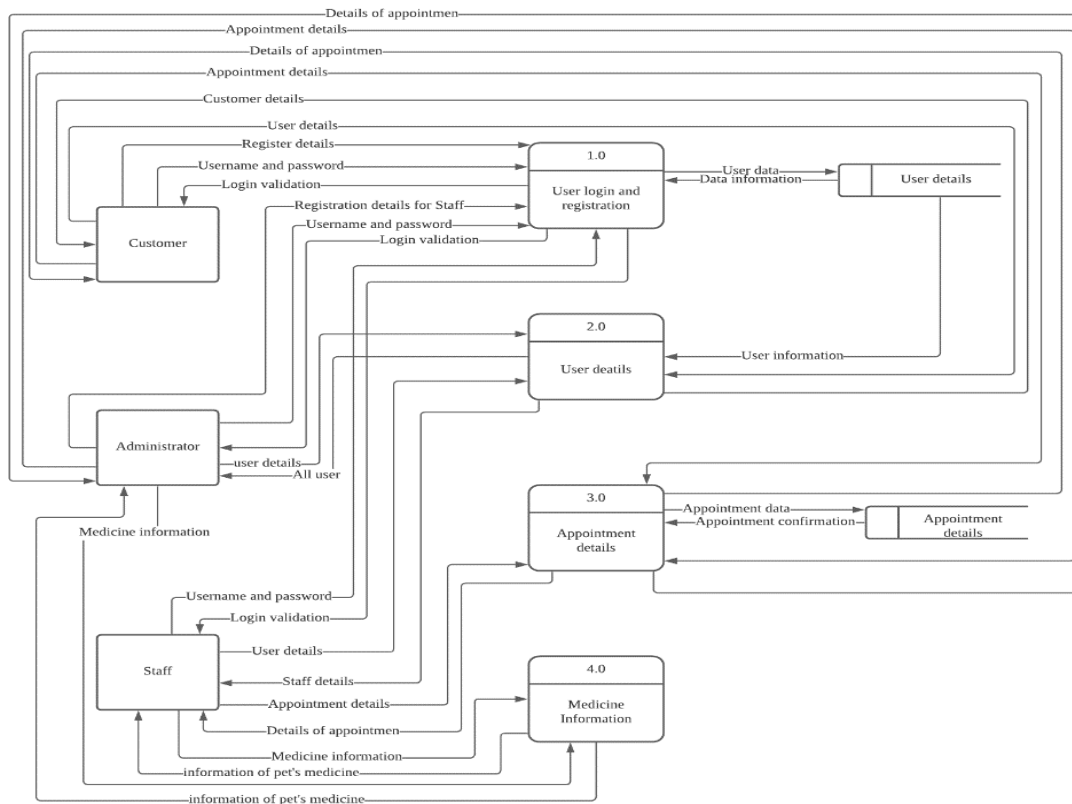 Details of appointmen
Appointment details
Details of appointmen
Appointment details
Customer details
User details
Register details
Username and password
Login validation
Registration details for Staff
Username and password
Login validation
Customer
1.0
User login and
registration
User data
Data information
User details
2.0
User deatils
User information
Administrator
user details
All user
Medicine information
3.0
Appointment
details
Appointment data
Appointment confirmation
Appointment
details
Username and password
Login validation
Staff
User details
Staff details
Appointment details
Details of appointmen
Medicine information
information of pet's medicine
information of pet's medicine
4.0
Medicine
Information